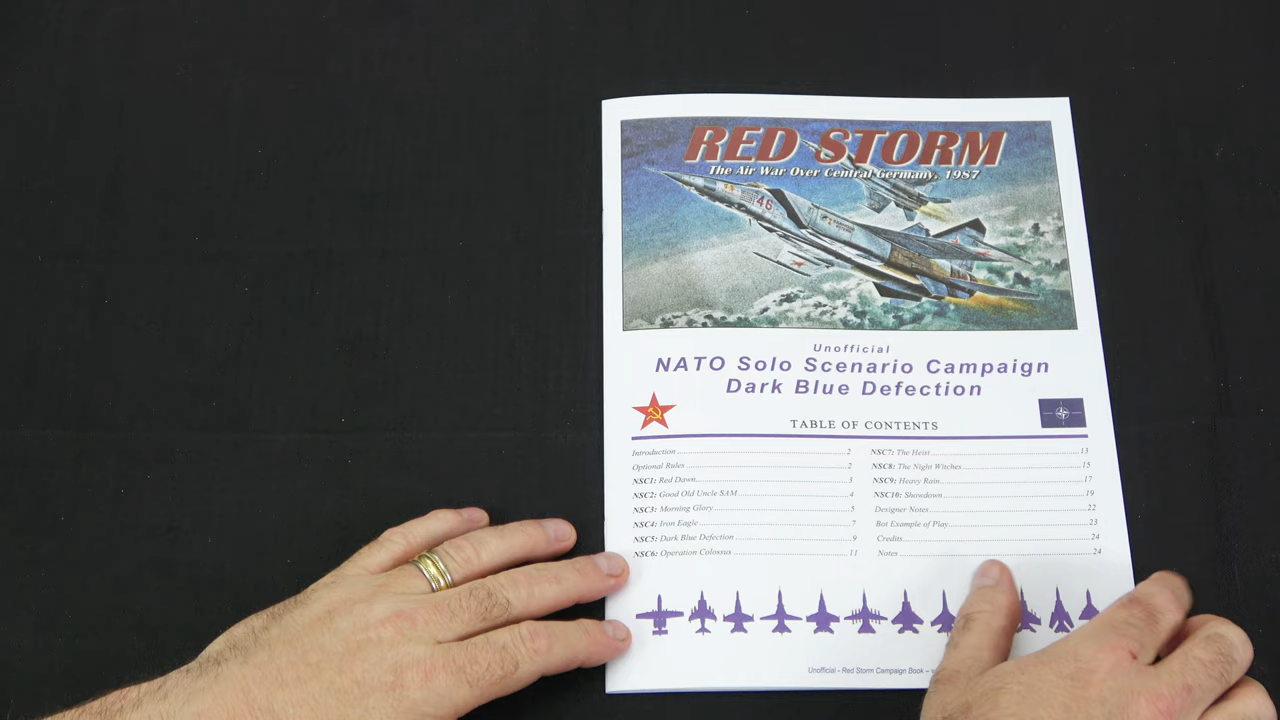 RED STORM
The Air War Over Central Germany, 1987
46
Unofficial
NATO Solo Scenario Campaign
Dark Blue Defection
TABLE OF CONTENTS
Introduction ........ 2
Optional Rules ........ 2
NSC1: Red Dawn ........ 3
NSC2: Good Old Uncle SAM ........ 4
NSC3: Morning Glory ........ 5
NSC4: Iron Eagle ........ 7
NSC5: Dark Blue Defection ........ 9
NSC6: Operation Colossus ........ 11
NSC7: The Heist ........ 13
NSC8: The Night Witches ........ 15
NSC9: Heavy Rain ........ 17
NSC10: Showdown ........ 19
Designer Notes ........ 22
Bot Example of Play ........ 23
Credits ........ 24
Notes ........ 24
Unofficial - Red Storm Campaign Book –